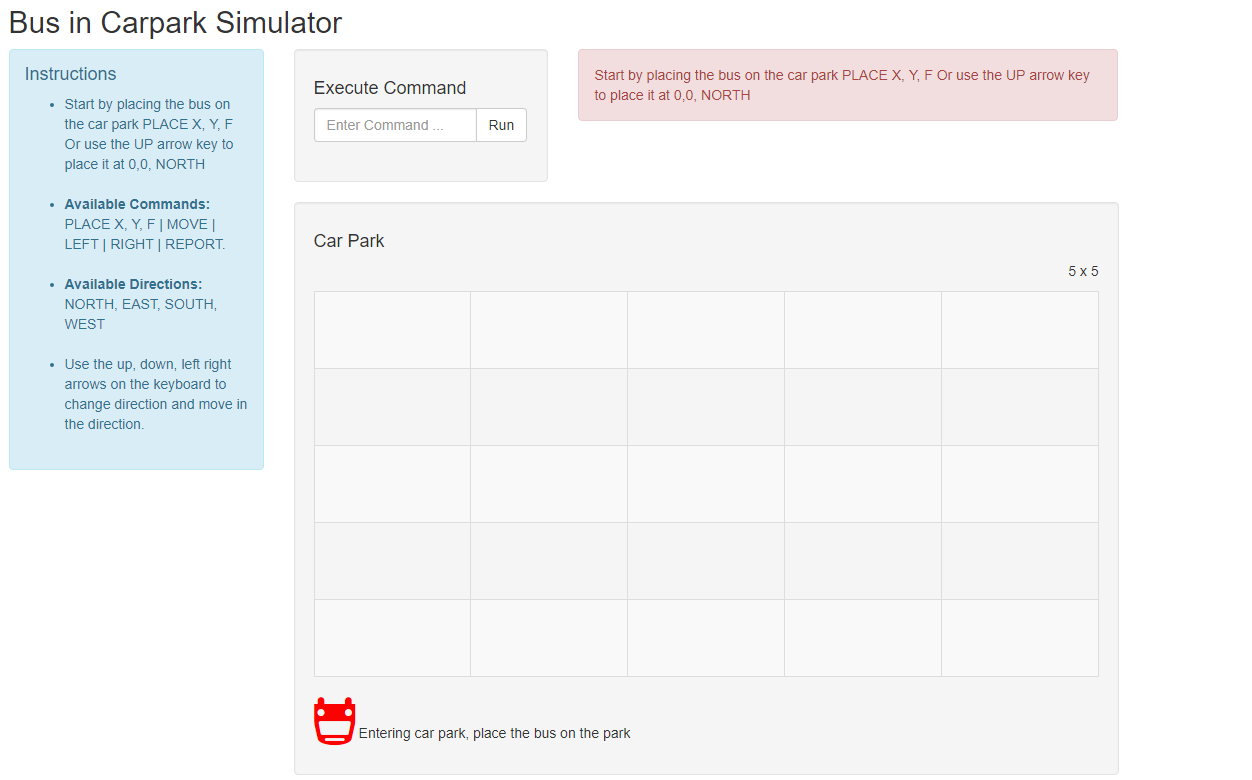 Bus in Carpark Simulator
Instructions
Start by placing the bus on
the car park PLACE X, Y, F
Or use the UP arrow key to
place it at 0,0, NORTH
Available Commands:
PLACE X, Y, F | MOVE |
LEFT | RIGHT | REPORT.
Available Directions:
NORTH, EAST, SOUTH,
WEST
Use the up, down, left right
arrows on the keyboard to
change direction and move in
the direction.
Execute Command
Enter Command ...
Run
Start by placing the bus on the car park PLACE X, Y, F Or use the UP arrow key
to place it at 0,0, NORTH
Car Park
5 x 5
Entering car park, place the bus on the park